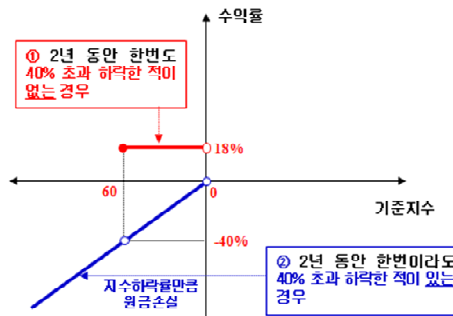 수익률
① 2년 동안 한번도
40% 초과 하락한 적이
없는 경우
18%
60
0
기준지수
-40%
② 2년 동안 한번이라도
40% 초과 하락한 적이 있는
경우
지수하락률만큼
원금손실